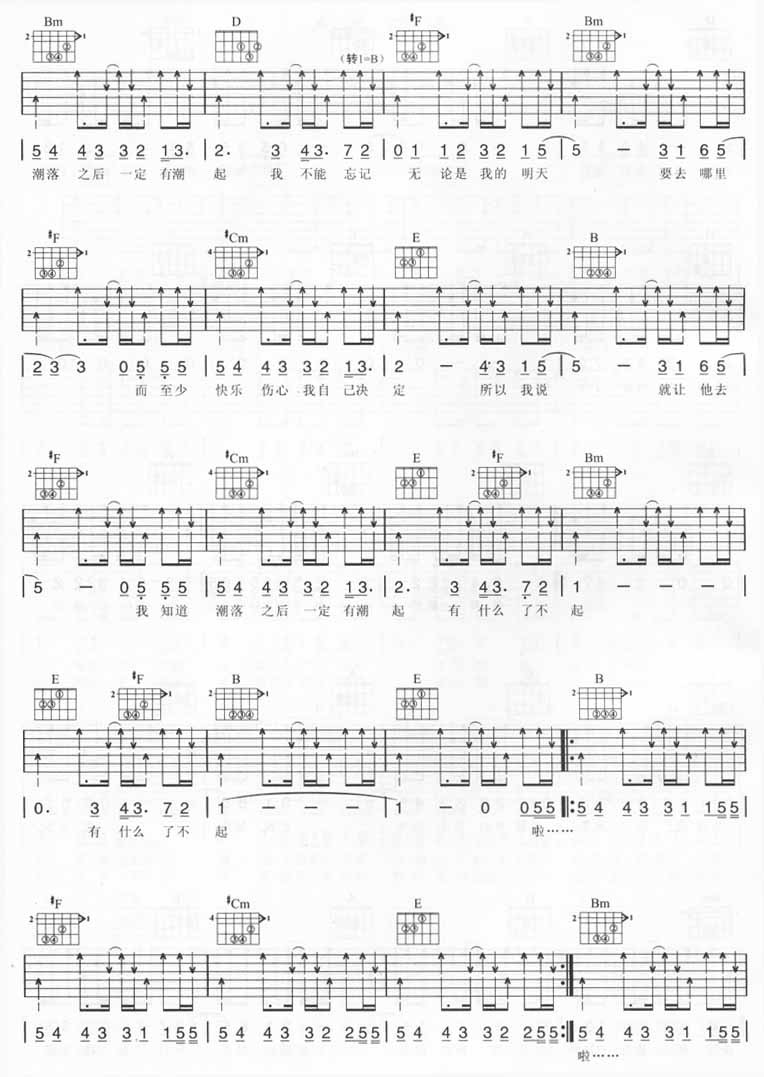 Bm D ♯F Bm
(转1=B)
5 4 4 3 3 2 1 3. | 2. 3 4 3. 7 2 | 0 1 1 2 3 2 1 5 | 5 − 3 1 6 5 |
潮落 之后 一定 有潮 起 我 不能 忘记 无 论是 我的 明天 要去 哪里
♯F ♯Cm E B
2 3 3 0 5 5 5 | 5 4 4 3 3 2 1 3. | 2 − 4 3 1 5 | 5 − 3 1 6 5 |
而 至少 快乐 伤心 我自 己决 定 所以 我说 就让 他去
♯F ♯Cm E ♯F Bm
5 0 5 5 5 | 5 4 4 3 3 2 1 3. | 2. 3 4 3. 7 2 | 1 − − − |
我 知道 潮落 之后 一定 有潮 起 有 什么 了不 起
E ♯F B E B
0. 3 4 3. 7 2 | 1 − − − | 1 − 0 0 5 5 |: 5 4 4 3 3 1 1 5 5 |
有 什么 了不 起 啦……
♯F ♯Cm E Bm
5 4 4 3 3 1 1 5 5 | 5 4 4 3 3 2 2 5 5 | 5 4 4 3 3 2 2 5 5 :| 5 4 4 3 3 1 1 5 5 |
啦……